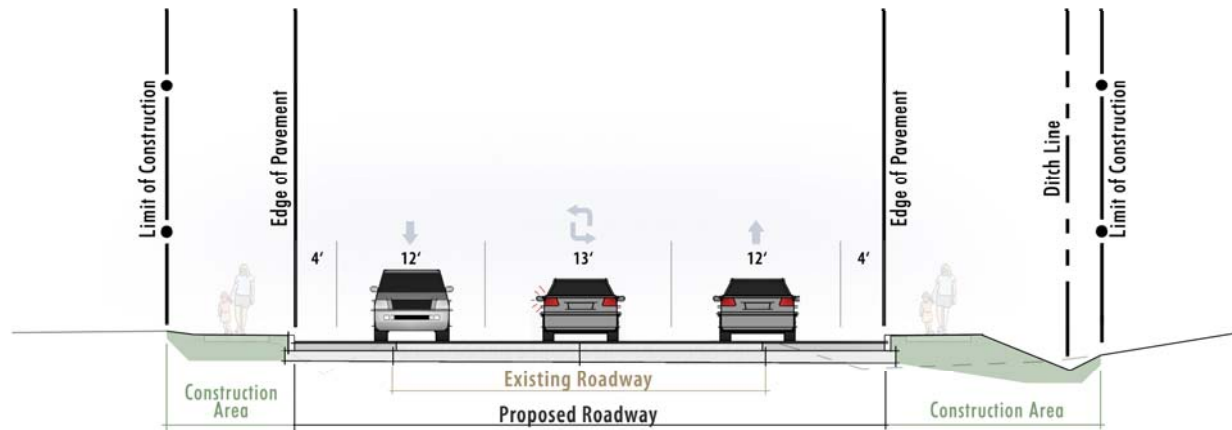 Limit of Construction
Edge of Pavement
Edge of Pavement
Ditch Line
Limit of Construction
4' 12' 13' 12' 4'
Existing Roadway
Construction
Area
Proposed Roadway
Construction Area